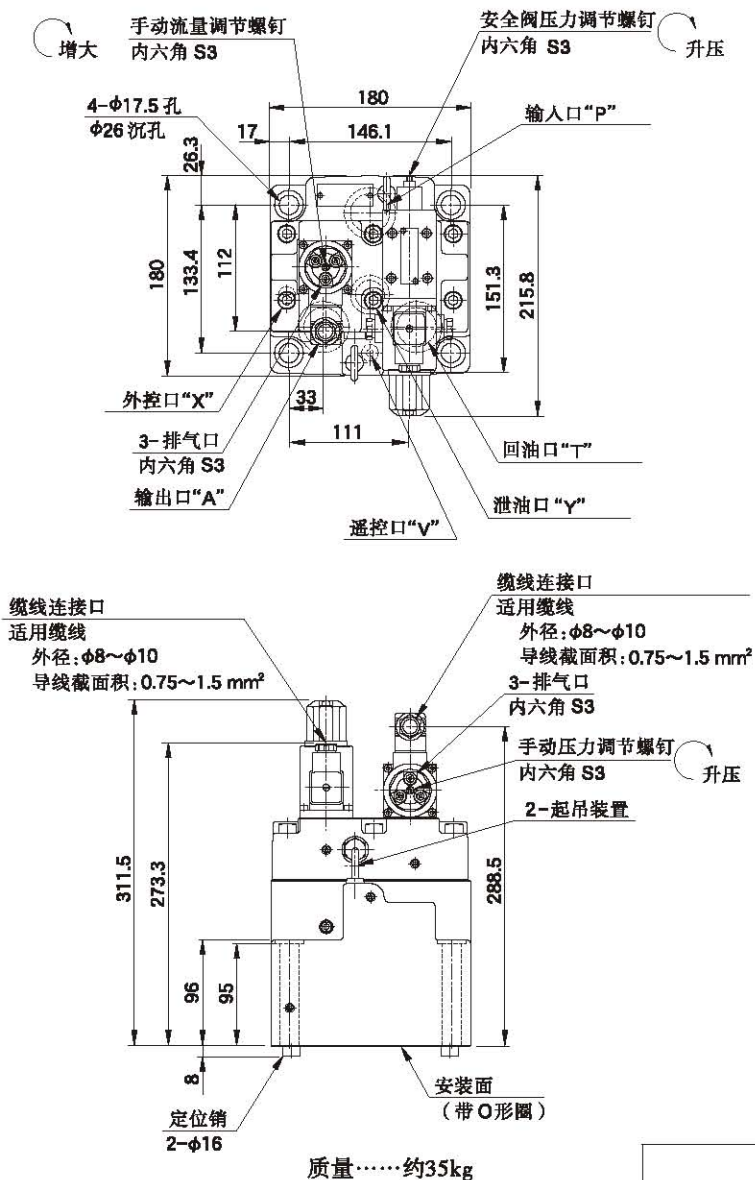 增大
手动流量调节螺钉
内六角 S3
安全阀压力调节螺钉
内六角 S3
升压
4-ϕ17.5 孔
ϕ26 沉孔
180
17
146.1
输入口“P”
26.3
180
133.4
112
151.3
215.8
外控口“X”
33
3-排气口
内六角 S3
111
回油口“T”
输出口“A”
泄油口“Y”
遥控口“V”
缆线连接口
适用缆线
外径:ϕ8～ϕ10
导线截面积:0.75～1.5 mm²
缆线连接口
适用缆线
外径:ϕ8～ϕ10
导线截面积:0.75～1.5 mm²
3-排气口
内六角 S3
手动压力调节螺钉
内六角 S3
升压
2-起吊装置
311.5
273.3
288.5
96
95
8
定位销
2-ϕ16
安装面
(带O形圈)
质量……约35kg